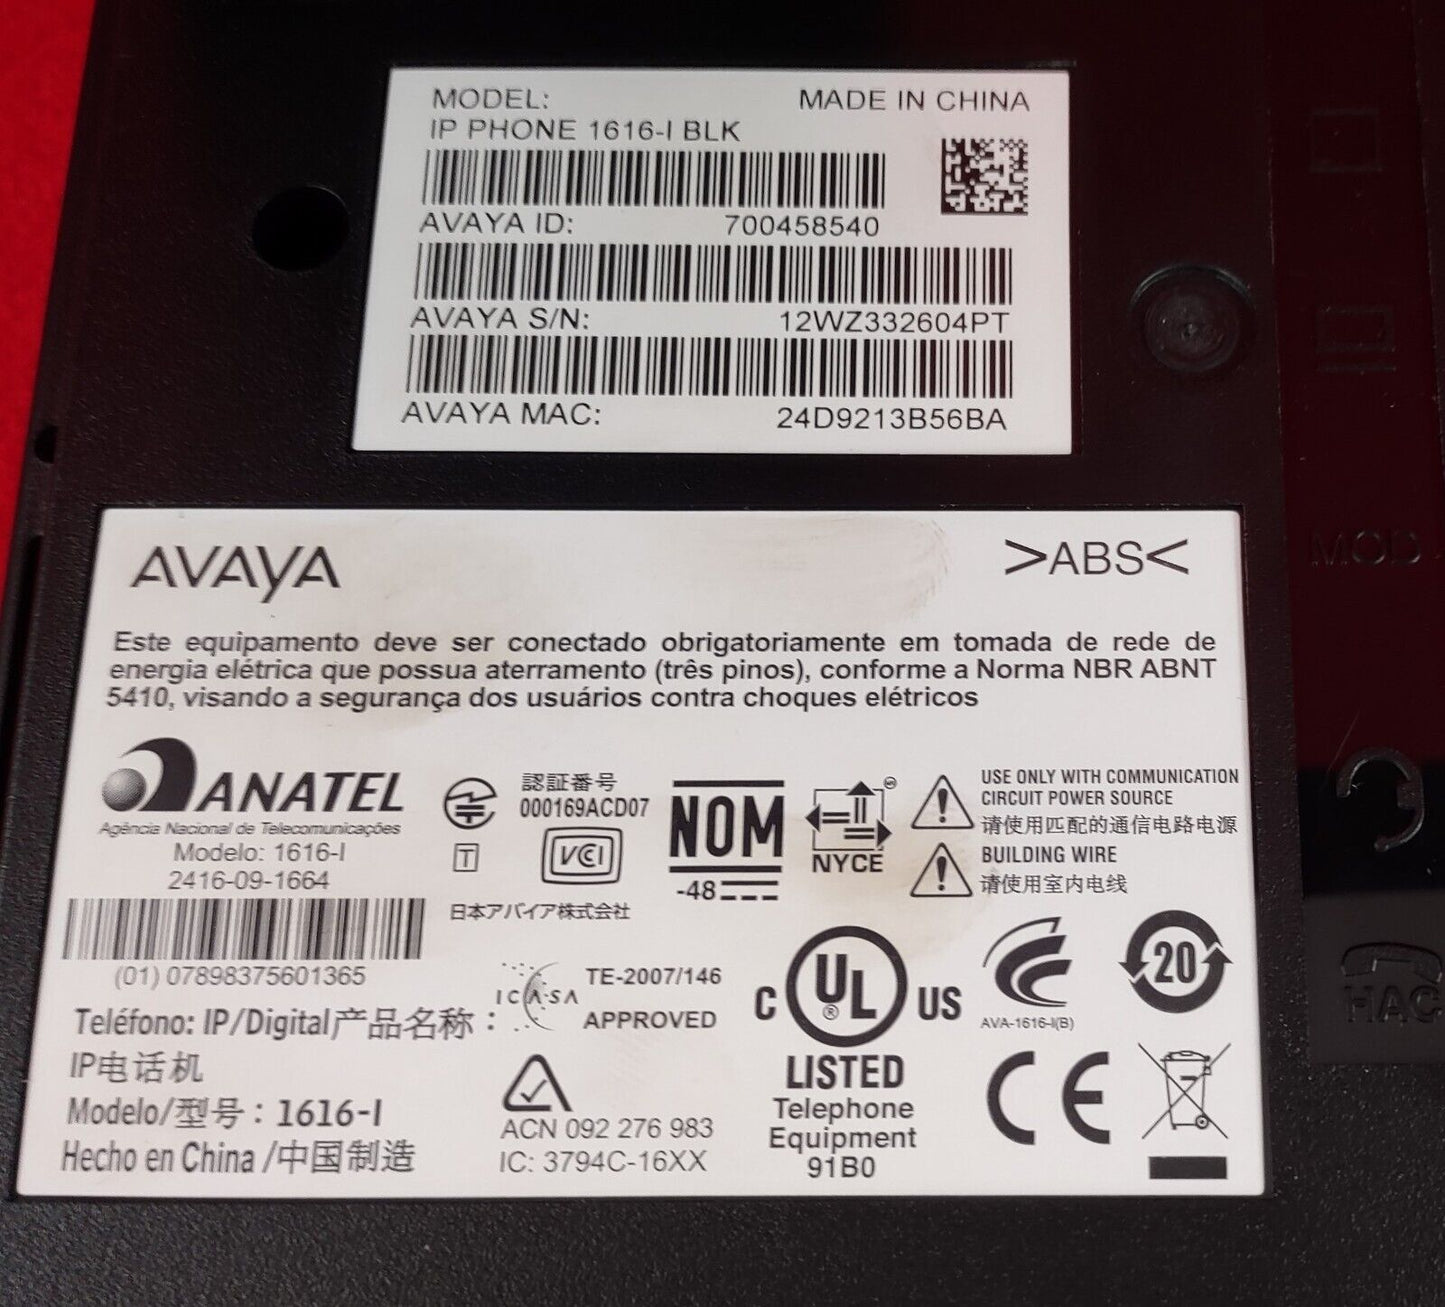 MODEL: MADE IN CHINA
IP PHONE 1616-I BLK
AVAYA ID: 700458540
AVAYA S/N: 12WZ332604PT
AVAYA MAC: 24D9213B56BA
AVAYA >ABS<
Este equipamento deve ser conectado obrigatoriamente em tomada de rede de
energia elétrica que possua aterramento (três pinos), conforme a Norma NBR ABNT
5410, visando a segurança dos usuários contra choques elétricos
ANATEL
Agência Nacional de Telecomunicações
Modelo: 1616-I
2416-09-1664
(01) 07898375601365
認証番号
000169ACD07
T
VCI
日本アバイア株式会社
NOM
-48
NYCE
USE ONLY WITH COMMUNICATION
CIRCUIT POWER SOURCE
请使用匹配的通信电路电源
BUILDING WIRE
请使用室内电线
Teléfono: IP/Digital产品名称：
IP电话机
Modelo/型号：1616-I
Hecho en China /中国制造
ICASA
TE-2007/146
APPROVED
ACN 092 276 983
IC: 3794C-16XX
C UL® US
LISTED
Telephone
Equipment
91B0
AVA-1616-I(B)
20
CE
MOD
HAC